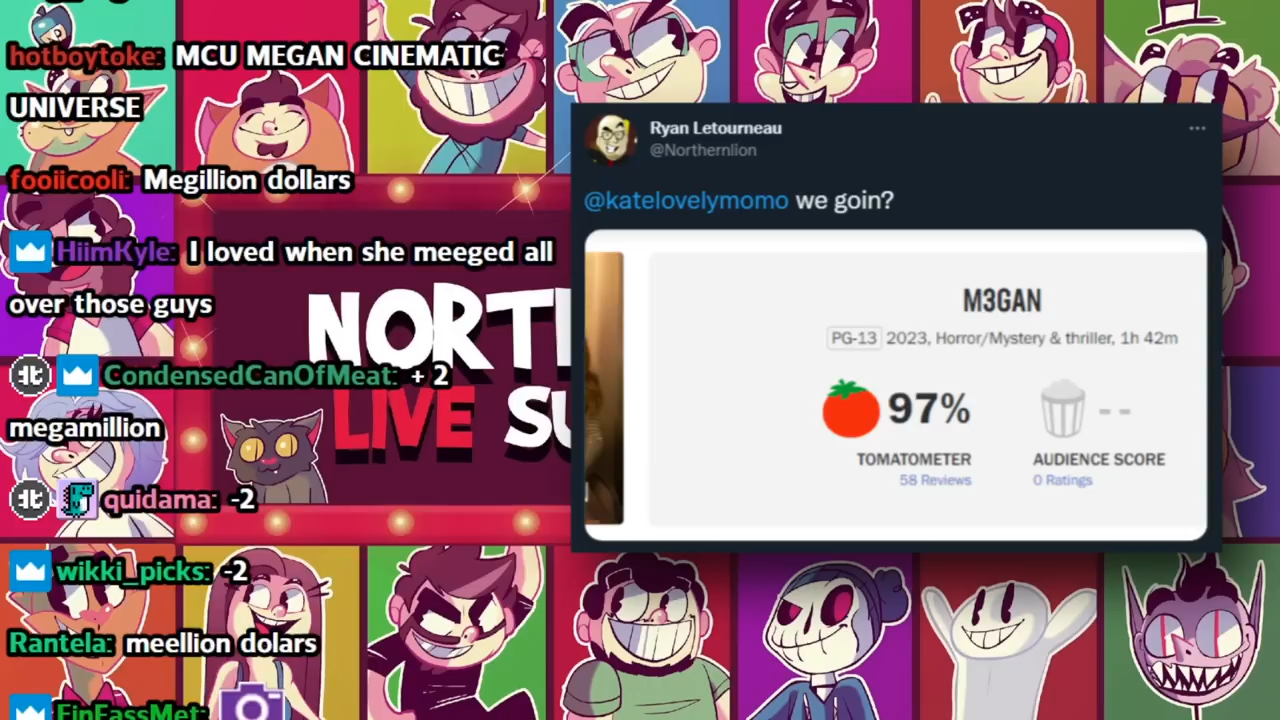 hotboytoke: MCU MEGAN CINEMATIC
UNIVERSE
fooiicooli: Megillion dollars
HiimKyle: I loved when she meeged all
over those guys
CondensedCanOfMeat: + 2
megamillion
quidama: -2
wikki_picks: -2
Rantela: meellion dolars
FinFassMet:
NORTH
LIVE SU
Ryan Letourneau
@Northernlion
@katelovelymomo we goin?
M3GAN
PG-13 2023, Horror/Mystery & thriller, 1h 42m
97% - -
TOMATOMETER AUDIENCE SCORE
58 Reviews 0 Ratings